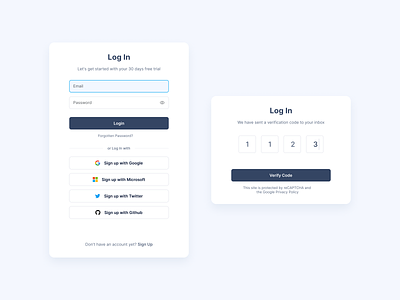 Log In
Let's get started with your 30 days free trial
Email
Password
Login
Forgotten Password?
or Log in with
Sign up with Google
Sign up with Microsoft
Sign up with Twitter
Sign up with Github
Don't have an account yet? Sign Up
Log In
We have sent a verification code to your inbox
1 1 2 3
Verify Code
This site is protected by reCAPTCHA and
the Google Privacy Policy